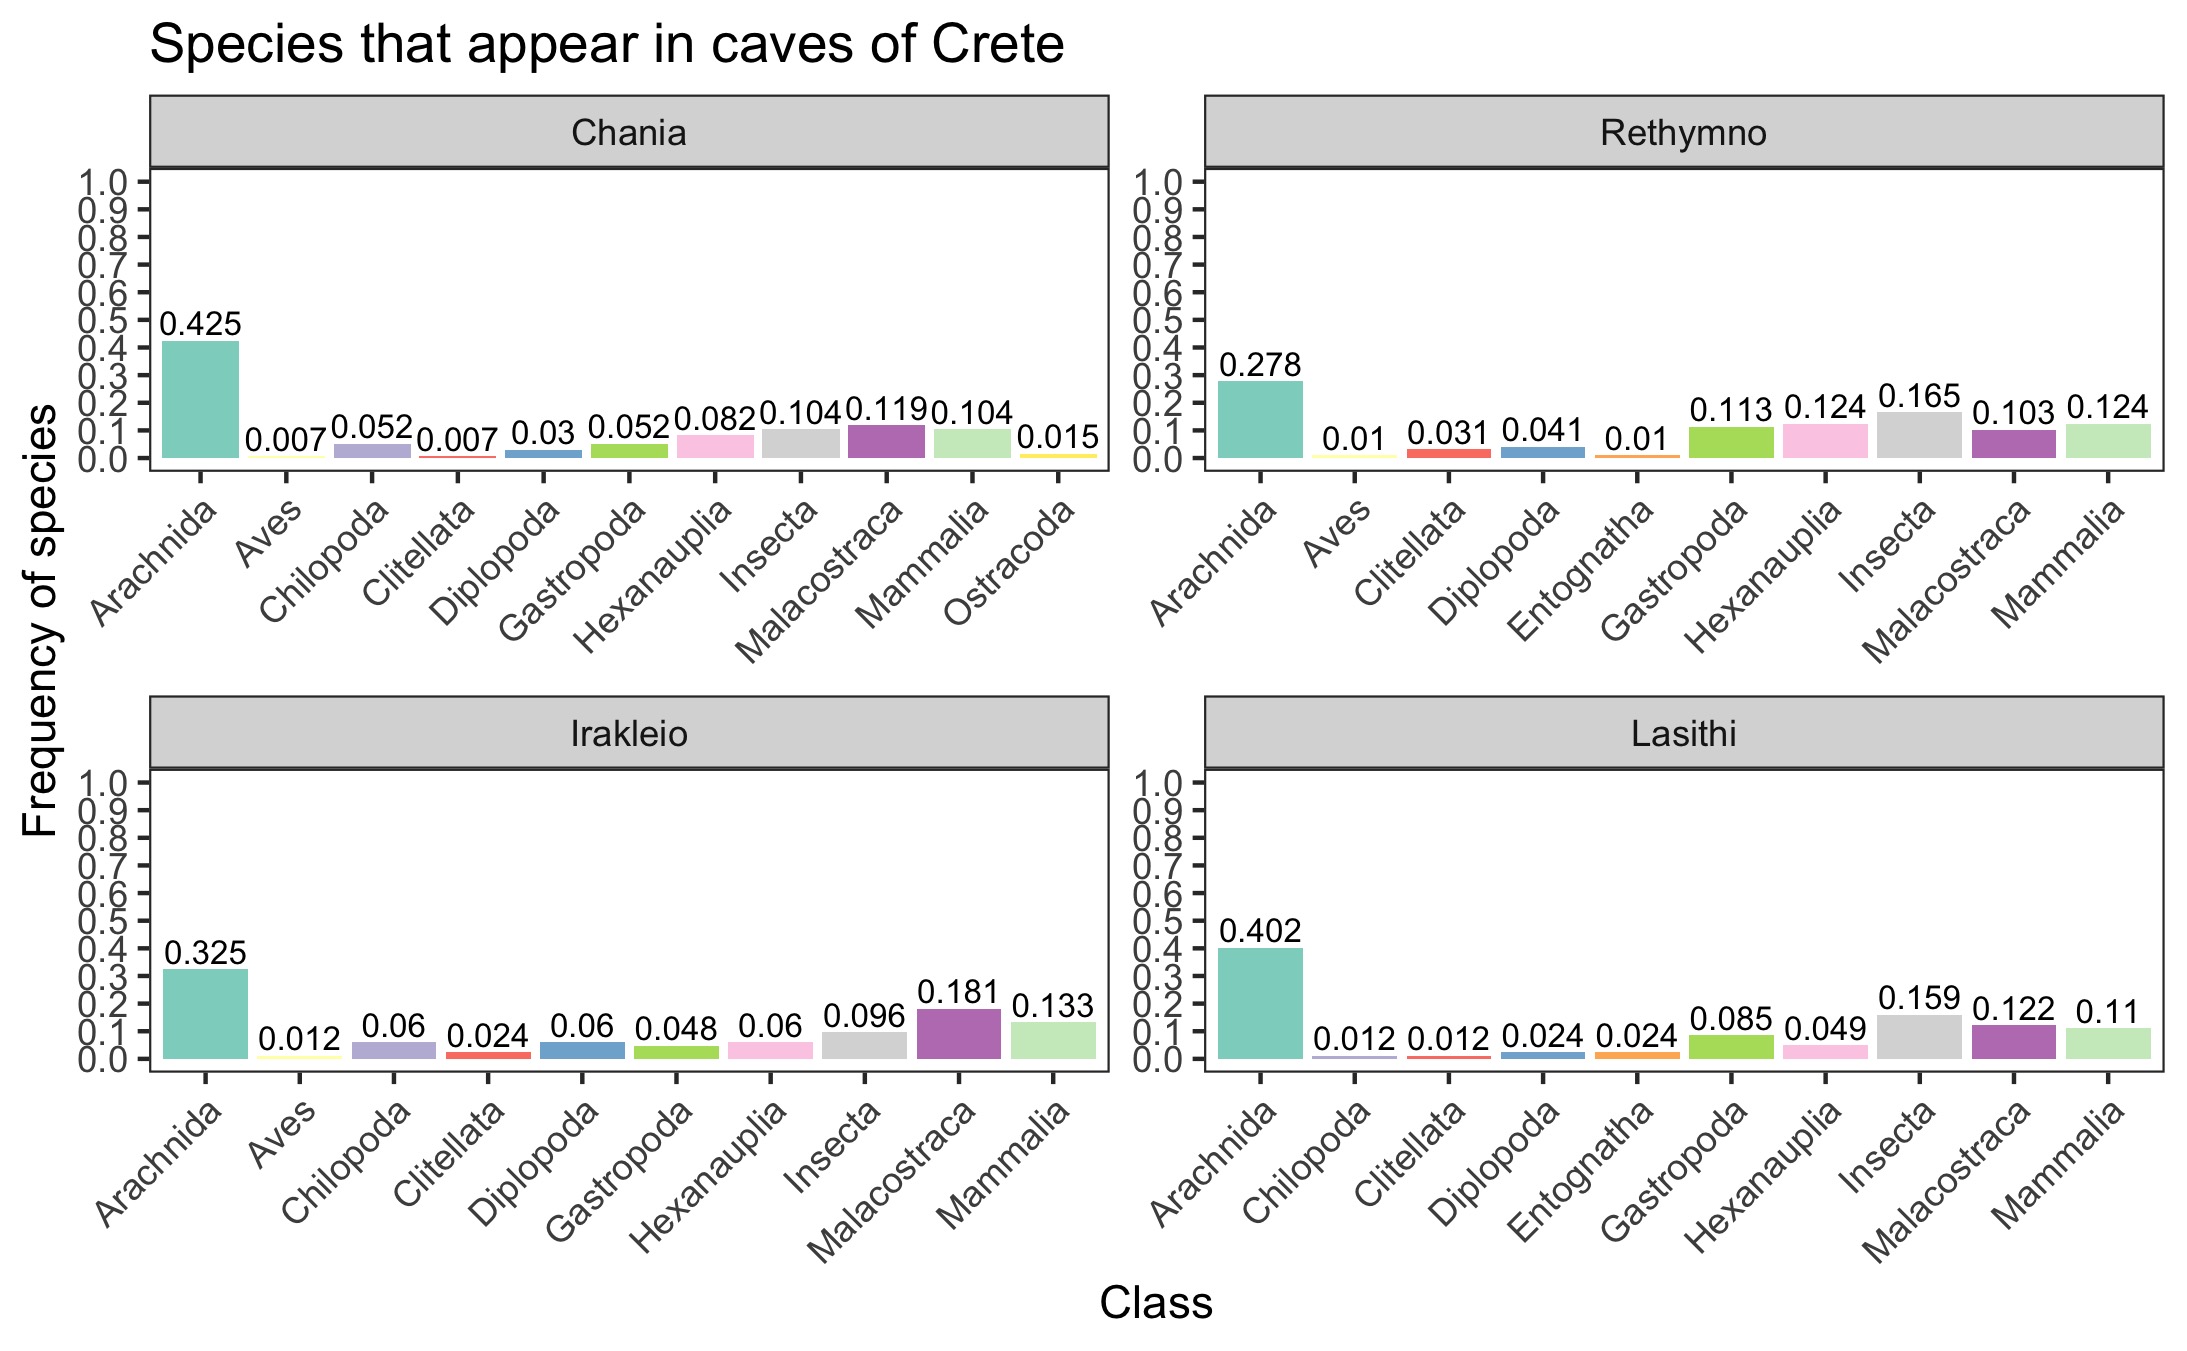 Species that appear in caves of Crete
Chania
1.0
0.9
0.8
0.7
0.6
0.5
0.4
0.3
0.2
0.1
0.0
0.425 0.007 0.052 0.007 0.03 0.052 0.082 0.104 0.119 0.104 0.015
Arachnida Aves Chilopoda Clitellata Diplopoda Gastropoda Hexanauplia Insecta Malacostraca Mammalia Ostracoda
Rethymno
1.0
0.9
0.8
0.7
0.6
0.5
0.4
0.3
0.2
0.1
0.0
0.278 0.01 0.031 0.041 0.01 0.113 0.124 0.165 0.103 0.124
Arachnida Aves Clitellata Diplopoda Entognatha Gastropoda Hexanauplia Insecta Malacostraca Mammalia
Irakleio
1.0
0.9
0.8
0.7
0.6
0.5
0.4
0.3
0.2
0.1
0.0
0.325 0.012 0.06 0.024 0.06 0.048 0.06 0.096 0.181 0.133
Arachnida Aves Chilopoda Clitellata Diplopoda Gastropoda Hexanauplia Insecta Malacostraca Mammalia
Lasithi
1.0
0.9
0.8
0.7
0.6
0.5
0.4
0.3
0.2
0.1
0.0
0.402 0.012 0.012 0.024 0.024 0.085 0.049 0.159 0.122 0.11
Arachnida Chilopoda Clitellata Diplopoda Entognatha Gastropoda Hexanauplia Insecta Malacostraca Mammalia
Frequency of species
Class